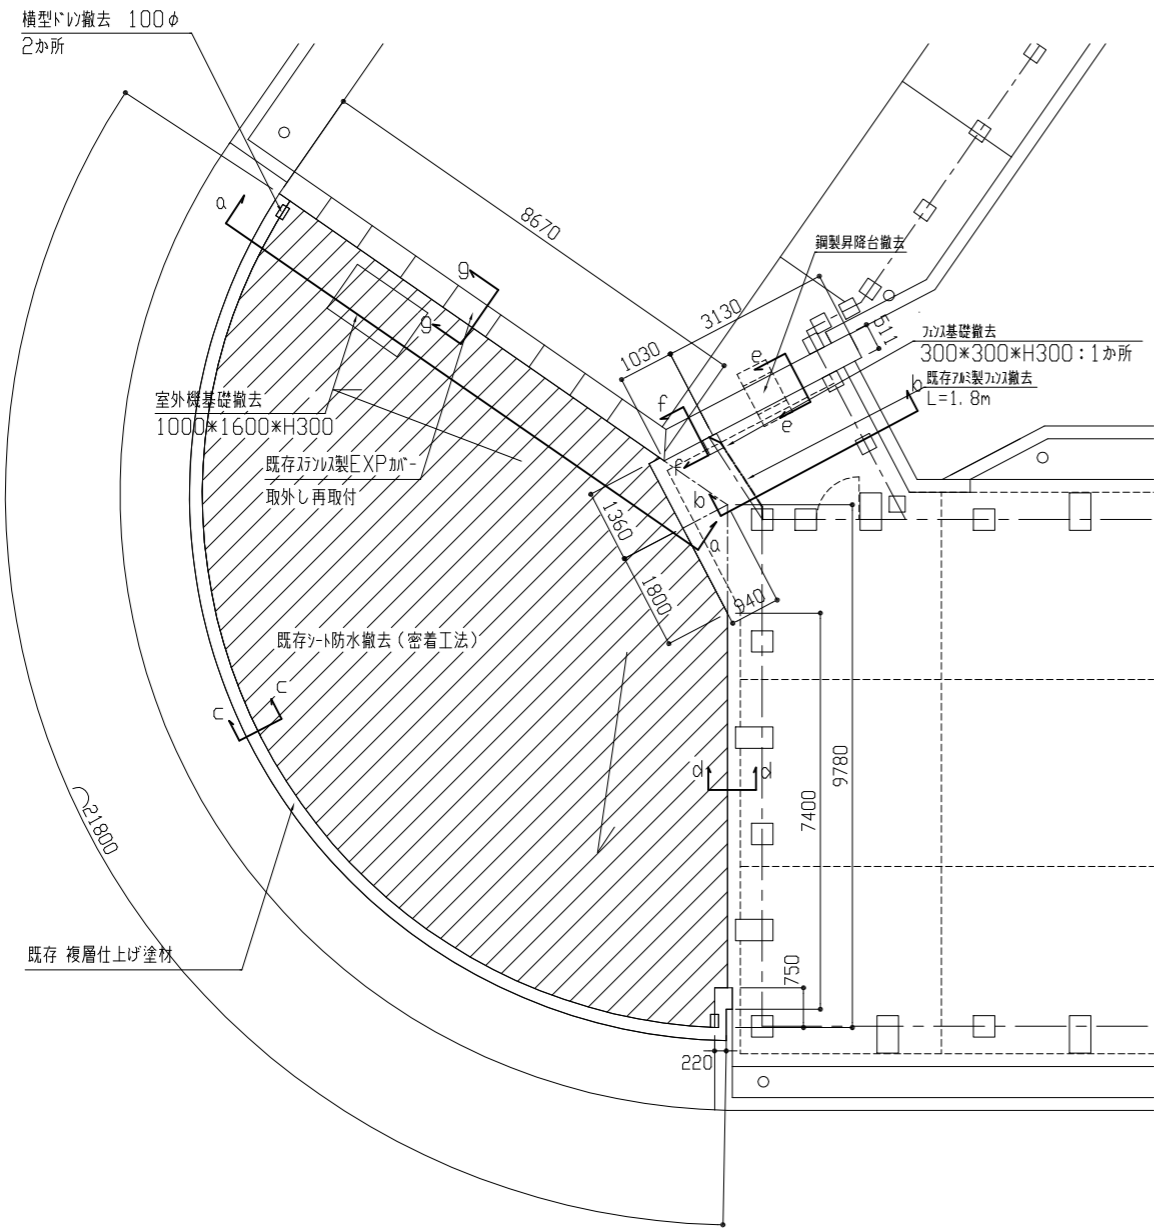 横型ドレン撤去 100φ
2か所
a
8670
鋼製昇降台撤去
g
g
3130
511
フェンス基礎撤去
300*300*H300:1か所
1030
e
e
b
既存アルミ製フェンス撤去
L=1.8m
室外機基礎撤去
1000*1600*H300
f
f
既存ステンレス製EXPカバー
取外し再取付
b
a
1360
1800
940
既存シート防水撤去(密着工法)
c
c
d
d
9780
7400
21800
既存 複層仕上げ塗材
750
220